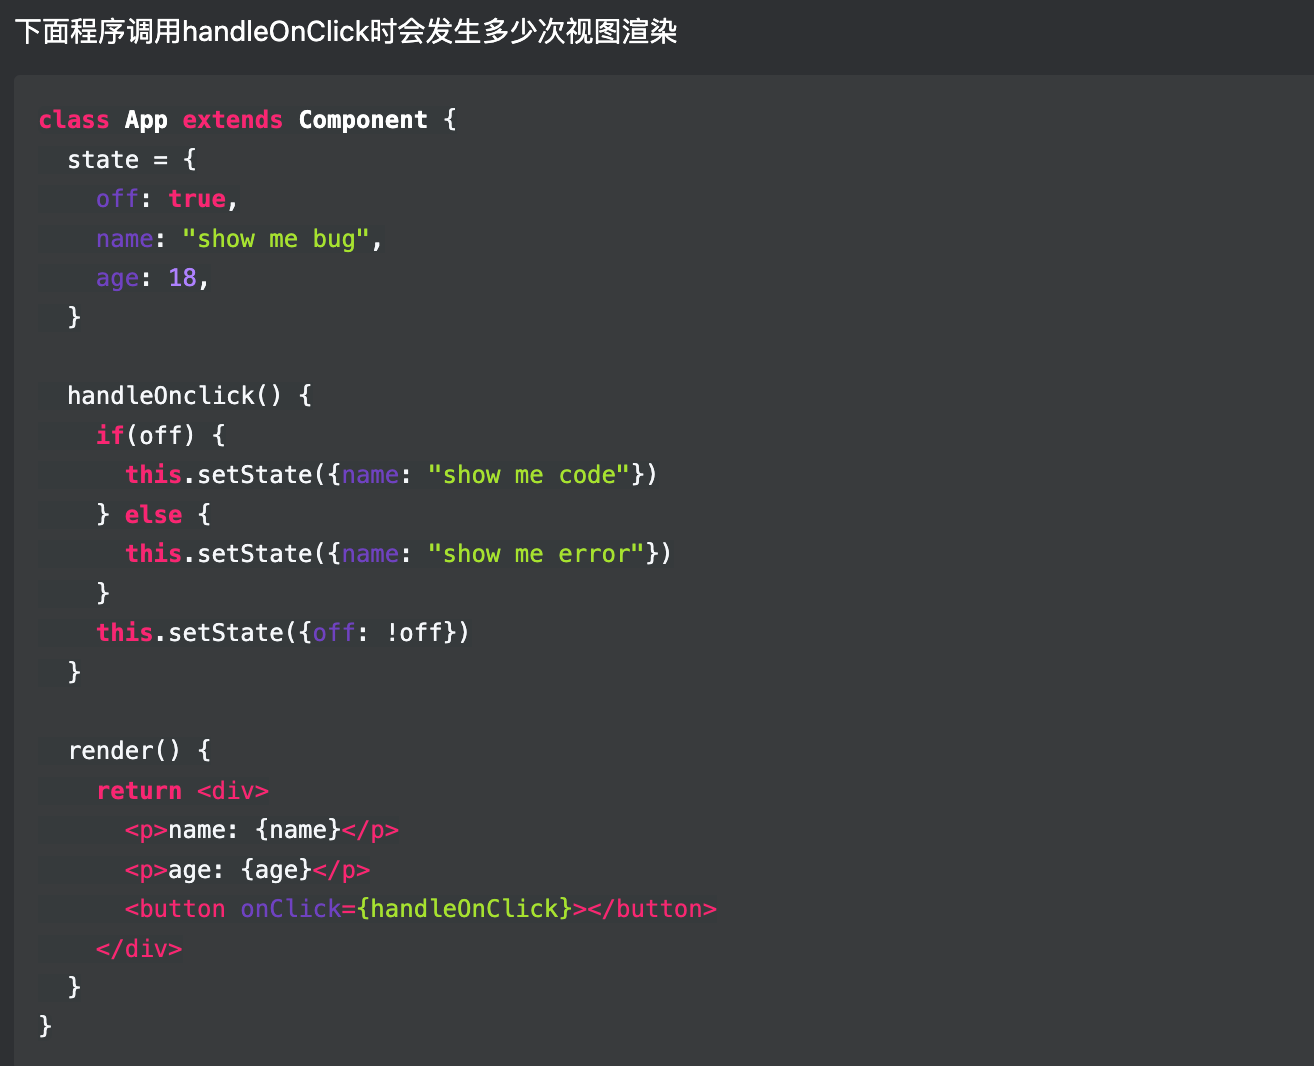 下面程序调用handleOnClick时会发生多少次视图渲染
class App extends Component {
  state = {
    off: true,
    name: "show me bug",
    age: 18,
  }
  handleOnclick() {
    if(off) {
      this.setState({name: "show me code"})
    } else {
      this.setState({name: "show me error"})
    }
    this.setState({off: !off})
  }
  render() {
    return <div>
      <p>name: {name}</p>
      <p>age: {age}</p>
      <button onClick={handleOnClick}></button>
    </div>
  }
}